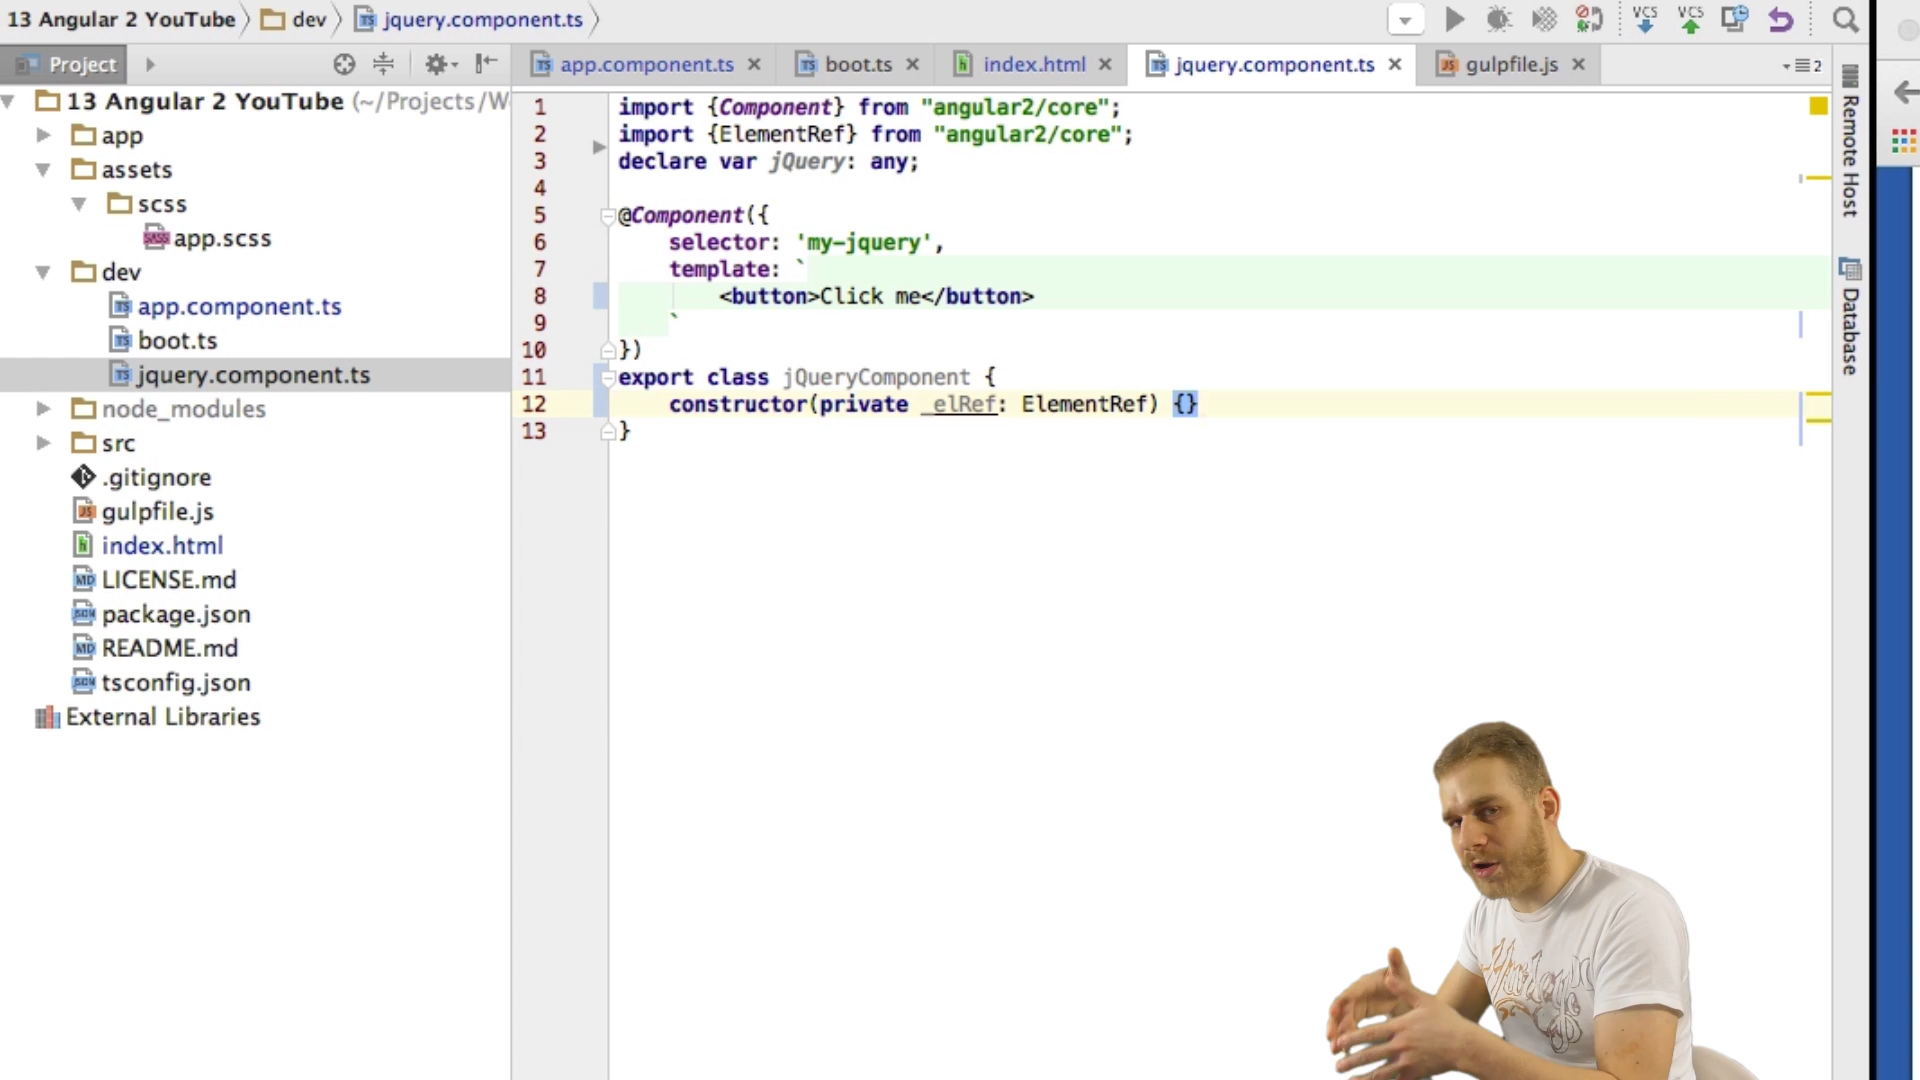 13 Angular 2 YouTube
dev
jquery.component.ts
VCS
VCS
Project
app.component.ts
boot.ts
index.html
jquery.component.ts
gulpfile.js
2
13 Angular 2 YouTube (~/Projects/W
app
assets
scss
SASS
app.scss
dev
app.component.ts
boot.ts
jquery.component.ts
node_modules
src
.gitignore
gulpfile.js
index.html
LICENSE.md
package.json
README.md
tsconfig.json
External Libraries
1 import {Component} from "angular2/core";
2 import {ElementRef} from "angular2/core";
3 declare var jQuery: any;
4
5 @Component({
6 selector: 'my-jquery',
7 template: `
8 <button>Click me</button>
9 `
10 })
11 export class jQueryComponent {
12 constructor(private _elRef: ElementRef) {}
13 }
Remote Host
Database